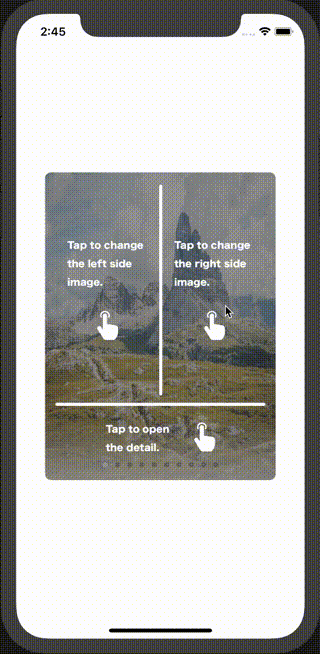 2:45
Tap to change
the left side
image.
Tap to change
the right side
image.
Tap to open
the detail.